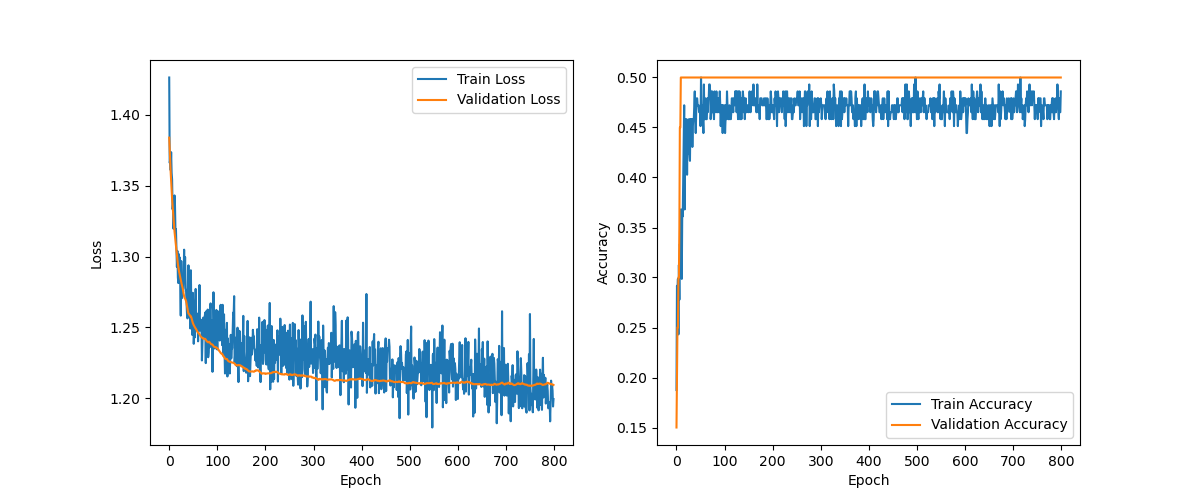 Train Loss
Validation Loss
1.40
1.35
1.30
1.25
1.20
Loss
0 100 200 300 400 500 600 700 800
Epoch
0.50
0.45
0.40
0.35
0.30
0.25
0.20
0.15
Accuracy
Train Accuracy
Validation Accuracy
0 100 200 300 400 500 600 700 800
Epoch